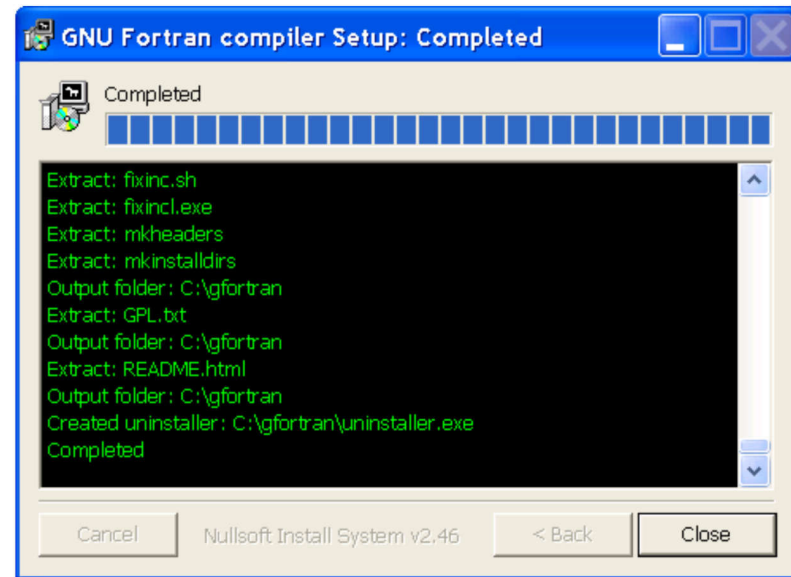 GNU Fortran compiler Setup: Completed
Completed
Extract: fixinc.sh
Extract: fixincl.exe
Extract: mkheaders
Extract: mkinstalldirs
Output folder: C:\gfortran
Extract: GPL.txt
Output folder: C:\gfortran
Extract: README.html
Output folder: C:\gfortran
Created uninstaller: C:\gfortran\uninstaller.exe
Completed
Cancel Nullsoft Install System v2.46 < Back Close